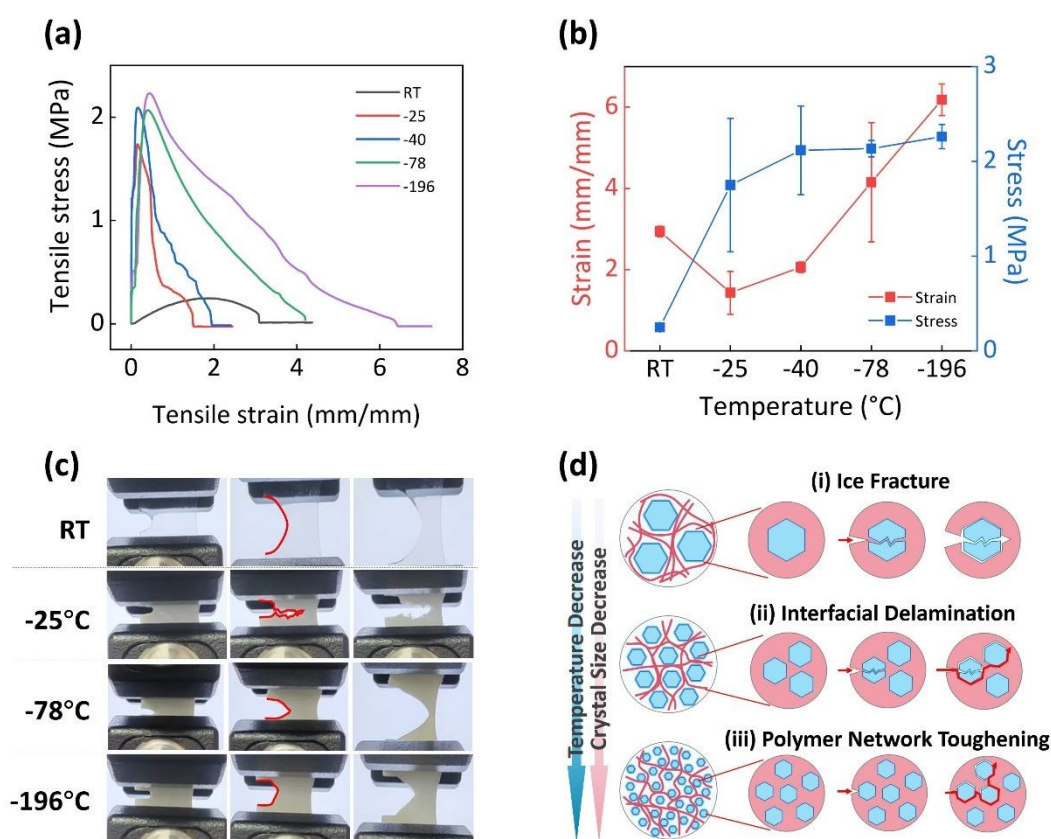 (a)
Tensile stress (MPa)
2
1
0
RT
-25
-40
-78
-196
0
2
4
6
8
Tensile strain (mm/mm)
(b)
Strain (mm/mm)
6
4
2
0
3
2
1
0
Stress (MPa)
Strain
Stress
RT
-25
-40
-78
-196
Temperature (°C)
(c)
RT
-25°C
-78°C
-196°C
(d)
Temperature Decrease
Crystal Size Decrease
(i) Ice Fracture
(ii) Interfacial Delamination
(iii) Polymer Network Toughening